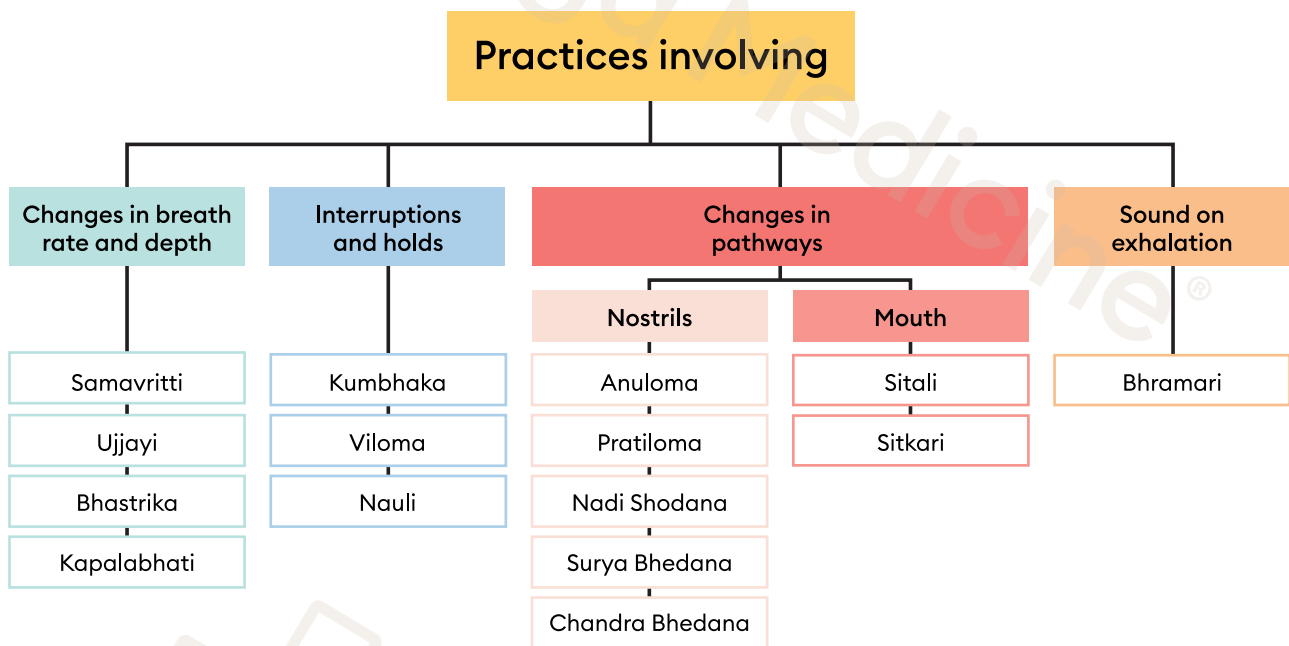 Practices involving
Changes in breath
rate and depth
Interruptions
and holds
Changes in
pathways
Sound on
exhalation
Nostrils
Mouth
Samavritti
Ujjayi
Bhastrika
Kapalabhati
Kumbhaka
Viloma
Nauli
Anuloma
Pratiloma
Nadi Shodana
Surya Bhedana
Chandra Bhedana
Sitali
Sitkari
Bhramari
Medicine®